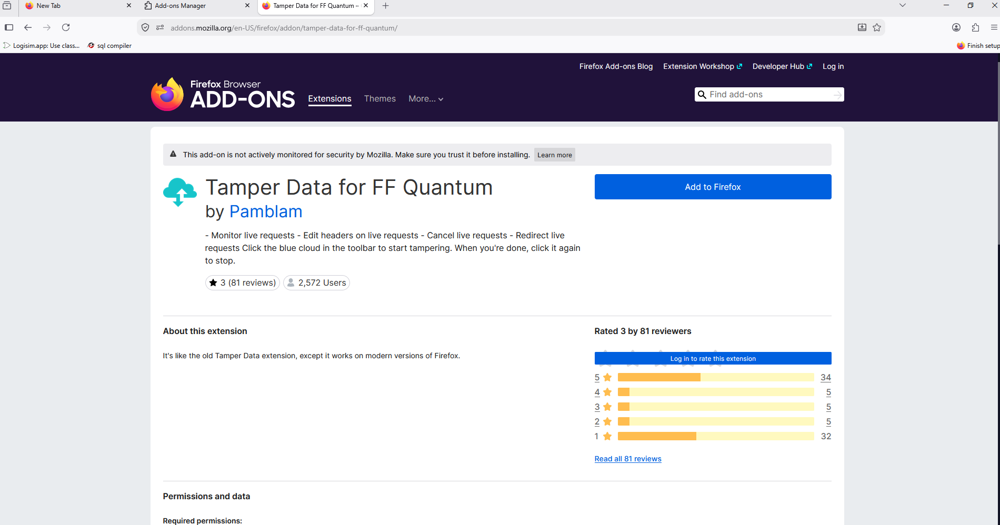 New Tab
Add-ons Manager
Tamper Data for FF Quantum –
addons.mozilla.org/en-US/firefox/addon/tamper-data-for-ff-quantum/
Logisim.app: Use class...
sql compiler
Finish setup
Firefox Add-ons Blog
Extension Workshop
Developer Hub
Log in
Firefox Browser
ADD-ONS
Extensions
Themes
More...
Find add-ons
This add-on is not actively monitored for security by Mozilla. Make sure you trust it before installing.
Learn more
Tamper Data for FF Quantum
by Pamblam
Add to Firefox
- Monitor live requests - Edit headers on live requests - Cancel live requests - Redirect live
requests Click the blue cloud in the toolbar to start tampering. When you're done, click it again
to stop.
3 (81 reviews)
2,572 Users
About this extension
It's like the old Tamper Data extension, except it works on modern versions of Firefox.
Rated 3 by 81 reviewers
Log in to rate this extension
5 34
4 5
3 5
2 5
1 32
Read all 81 reviews
Permissions and data
Required permissions: